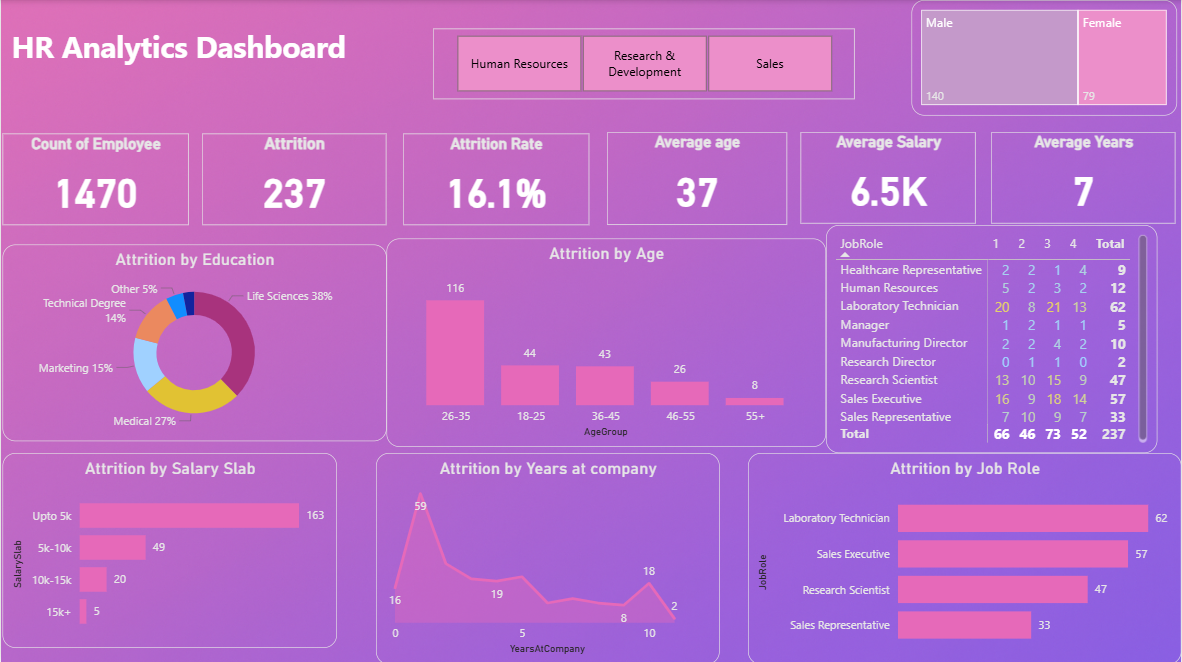 HR Analytics Dashboard
Human Resources
Research &
Development
Sales
Male
Female
140
79
Count of Employee
1470
Attrition
237
Attrition Rate
16.1%
Average age
37
Average Salary
6.5K
Average Years
7
Attrition by Education
Other 5%
Life Sciences 38%
Technical Degree
14%
Marketing 15%
Medical 27%
Attrition by Age
116
44
43
26
8
26-35
18-25
36-45
46-55
55+
AgeGroup
JobRole 1 2 3 4 Total
Healthcare Representative 2 2 1 4 9
Human Resources 5 2 3 2 12
Laboratory Technician 20 8 21 13 62
Manager 1 2 1 1 5
Manufacturing Director 2 2 4 2 10
Research Director 0 1 1 0 2
Research Scientist 13 10 15 9 47
Sales Executive 16 9 18 14 57
Sales Representative 7 10 9 7 33
Total 66 46 73 52 237
Attrition by Salary Slab
SalarySlab
Upto 5k 163
5k-10k 49
10k-15k 20
15k+ 5
Attrition by Years at company
59
16
19
18
8
2
0
5
10
YearsAtCompany
Attrition by Job Role
JobRole
Laboratory Technician 62
Sales Executive 57
Research Scientist 47
Sales Representative 33